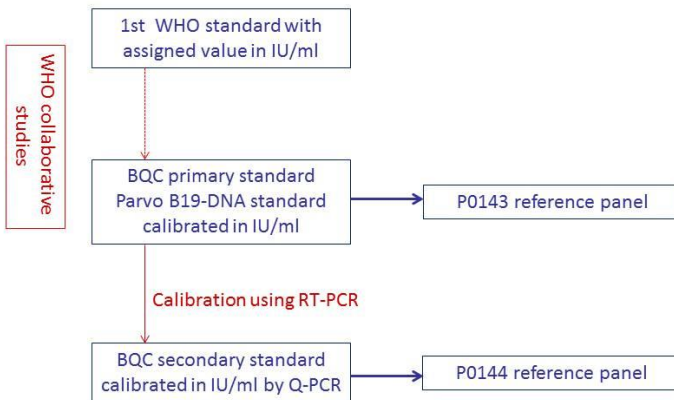 1st WHO standard with
assigned value in IU/ml
WHO collaborative
studies
BQC primary standard
Parvo B19-DNA standard
calibrated in IU/ml
P0143 reference panel
Calibration using RT-PCR
BQC secondary standard
calibrated in IU/ml by Q-PCR
P0144 reference panel